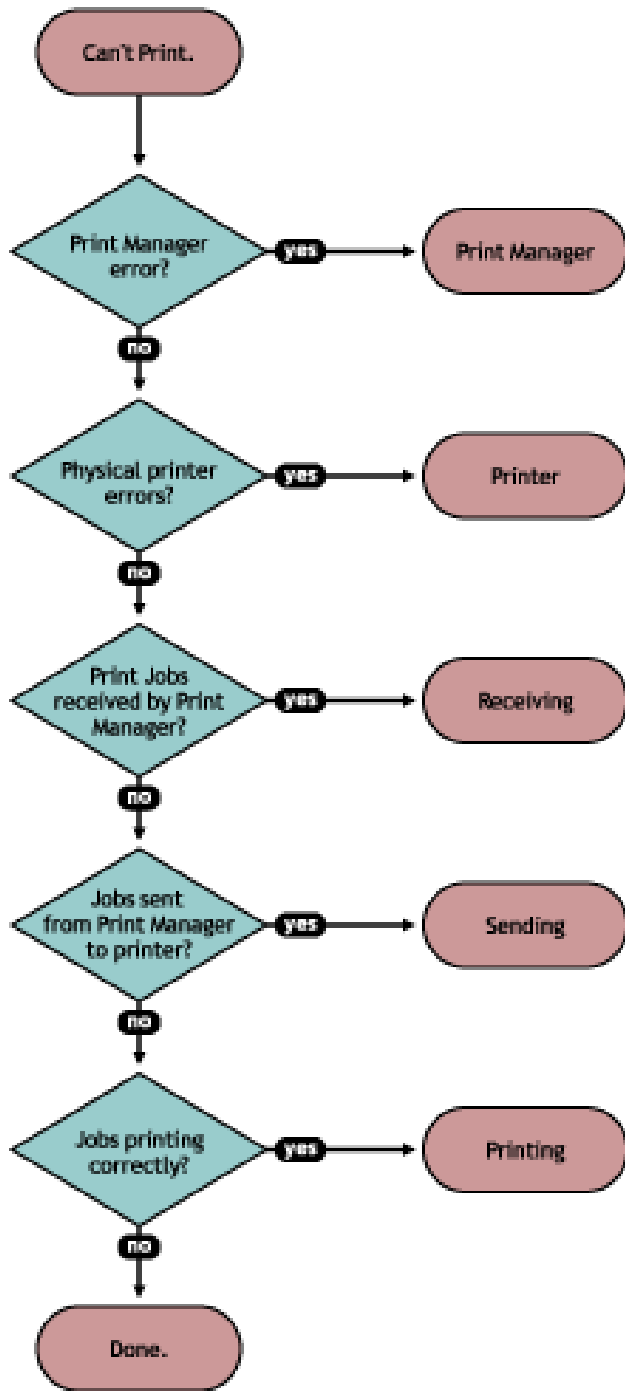 Can't Print.
Print Manager
error?
yes
Print Manager
no
Physical printer
errors?
yes
Printer
no
Print Jobs
received by Print
Manager?
yes
Receiving
no
Jobs sent
from Print Manager
to printer?
yes
Sending
no
Jobs printing
correctly?
yes
Printing
no
Done.